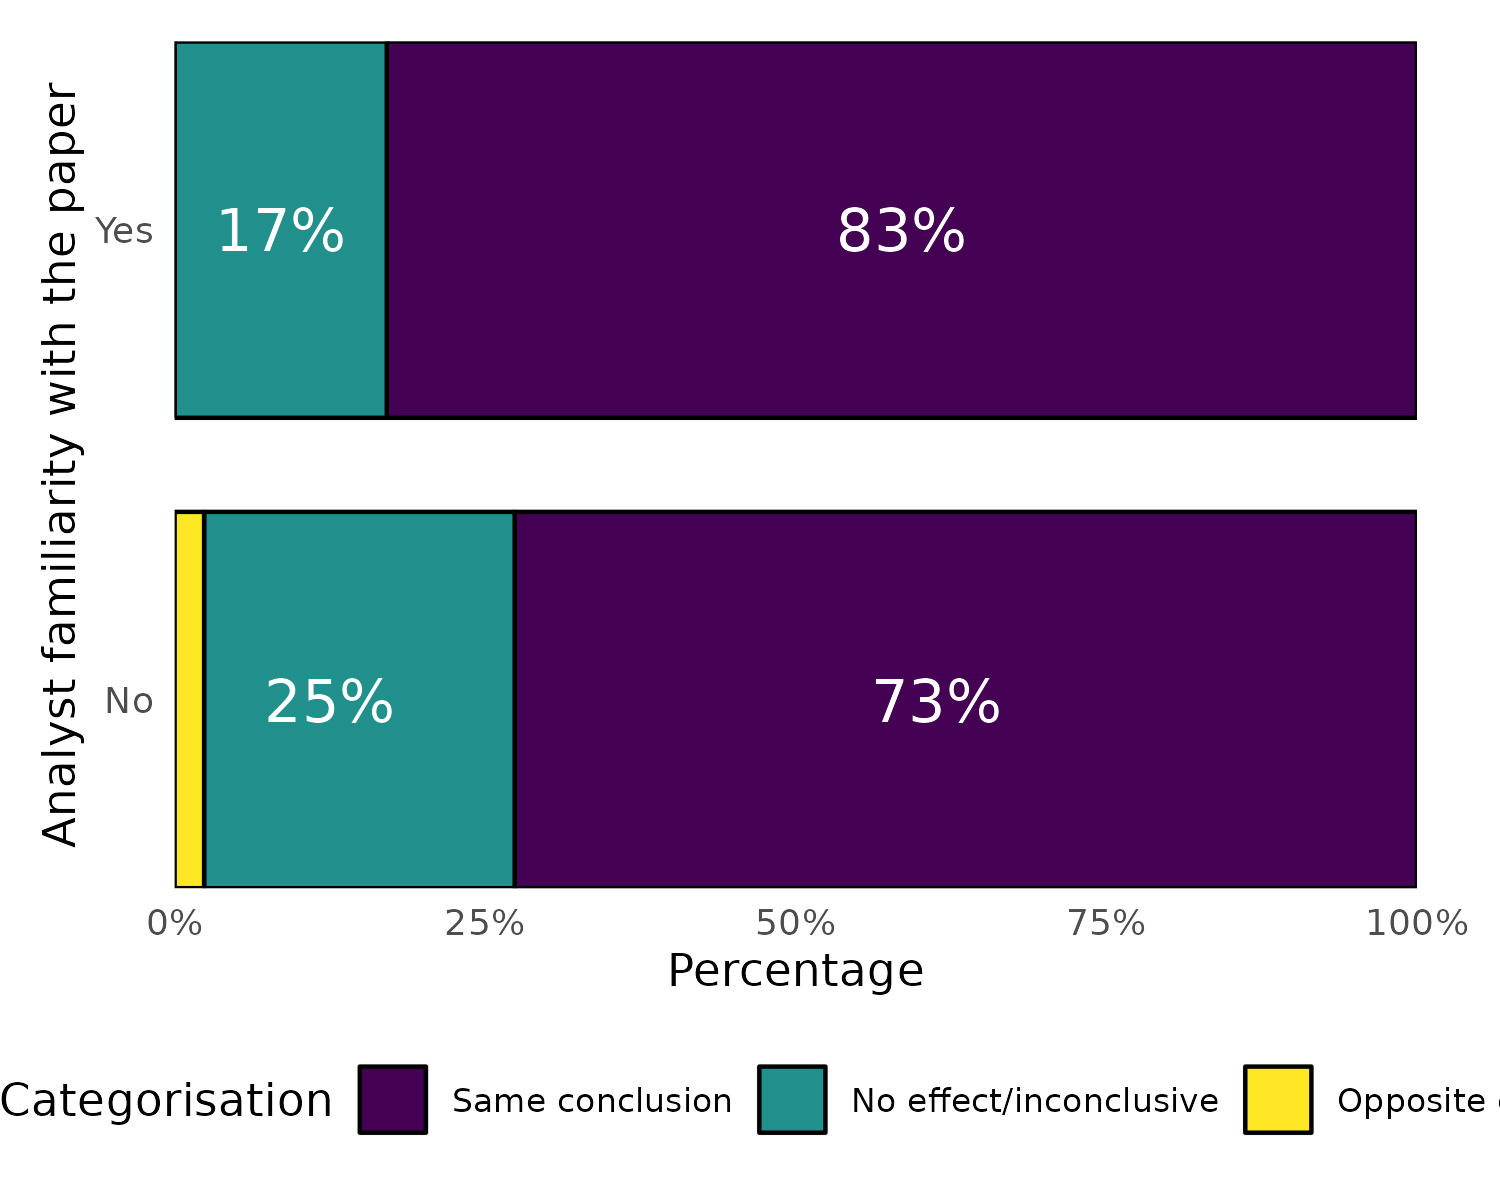 Analyst familiarity with the paper
Yes
17%
83%
No
25%
73%
0% 25% 50% 75% 100%
Percentage
Categorisation Same conclusion No effect/inconclusive Opposite